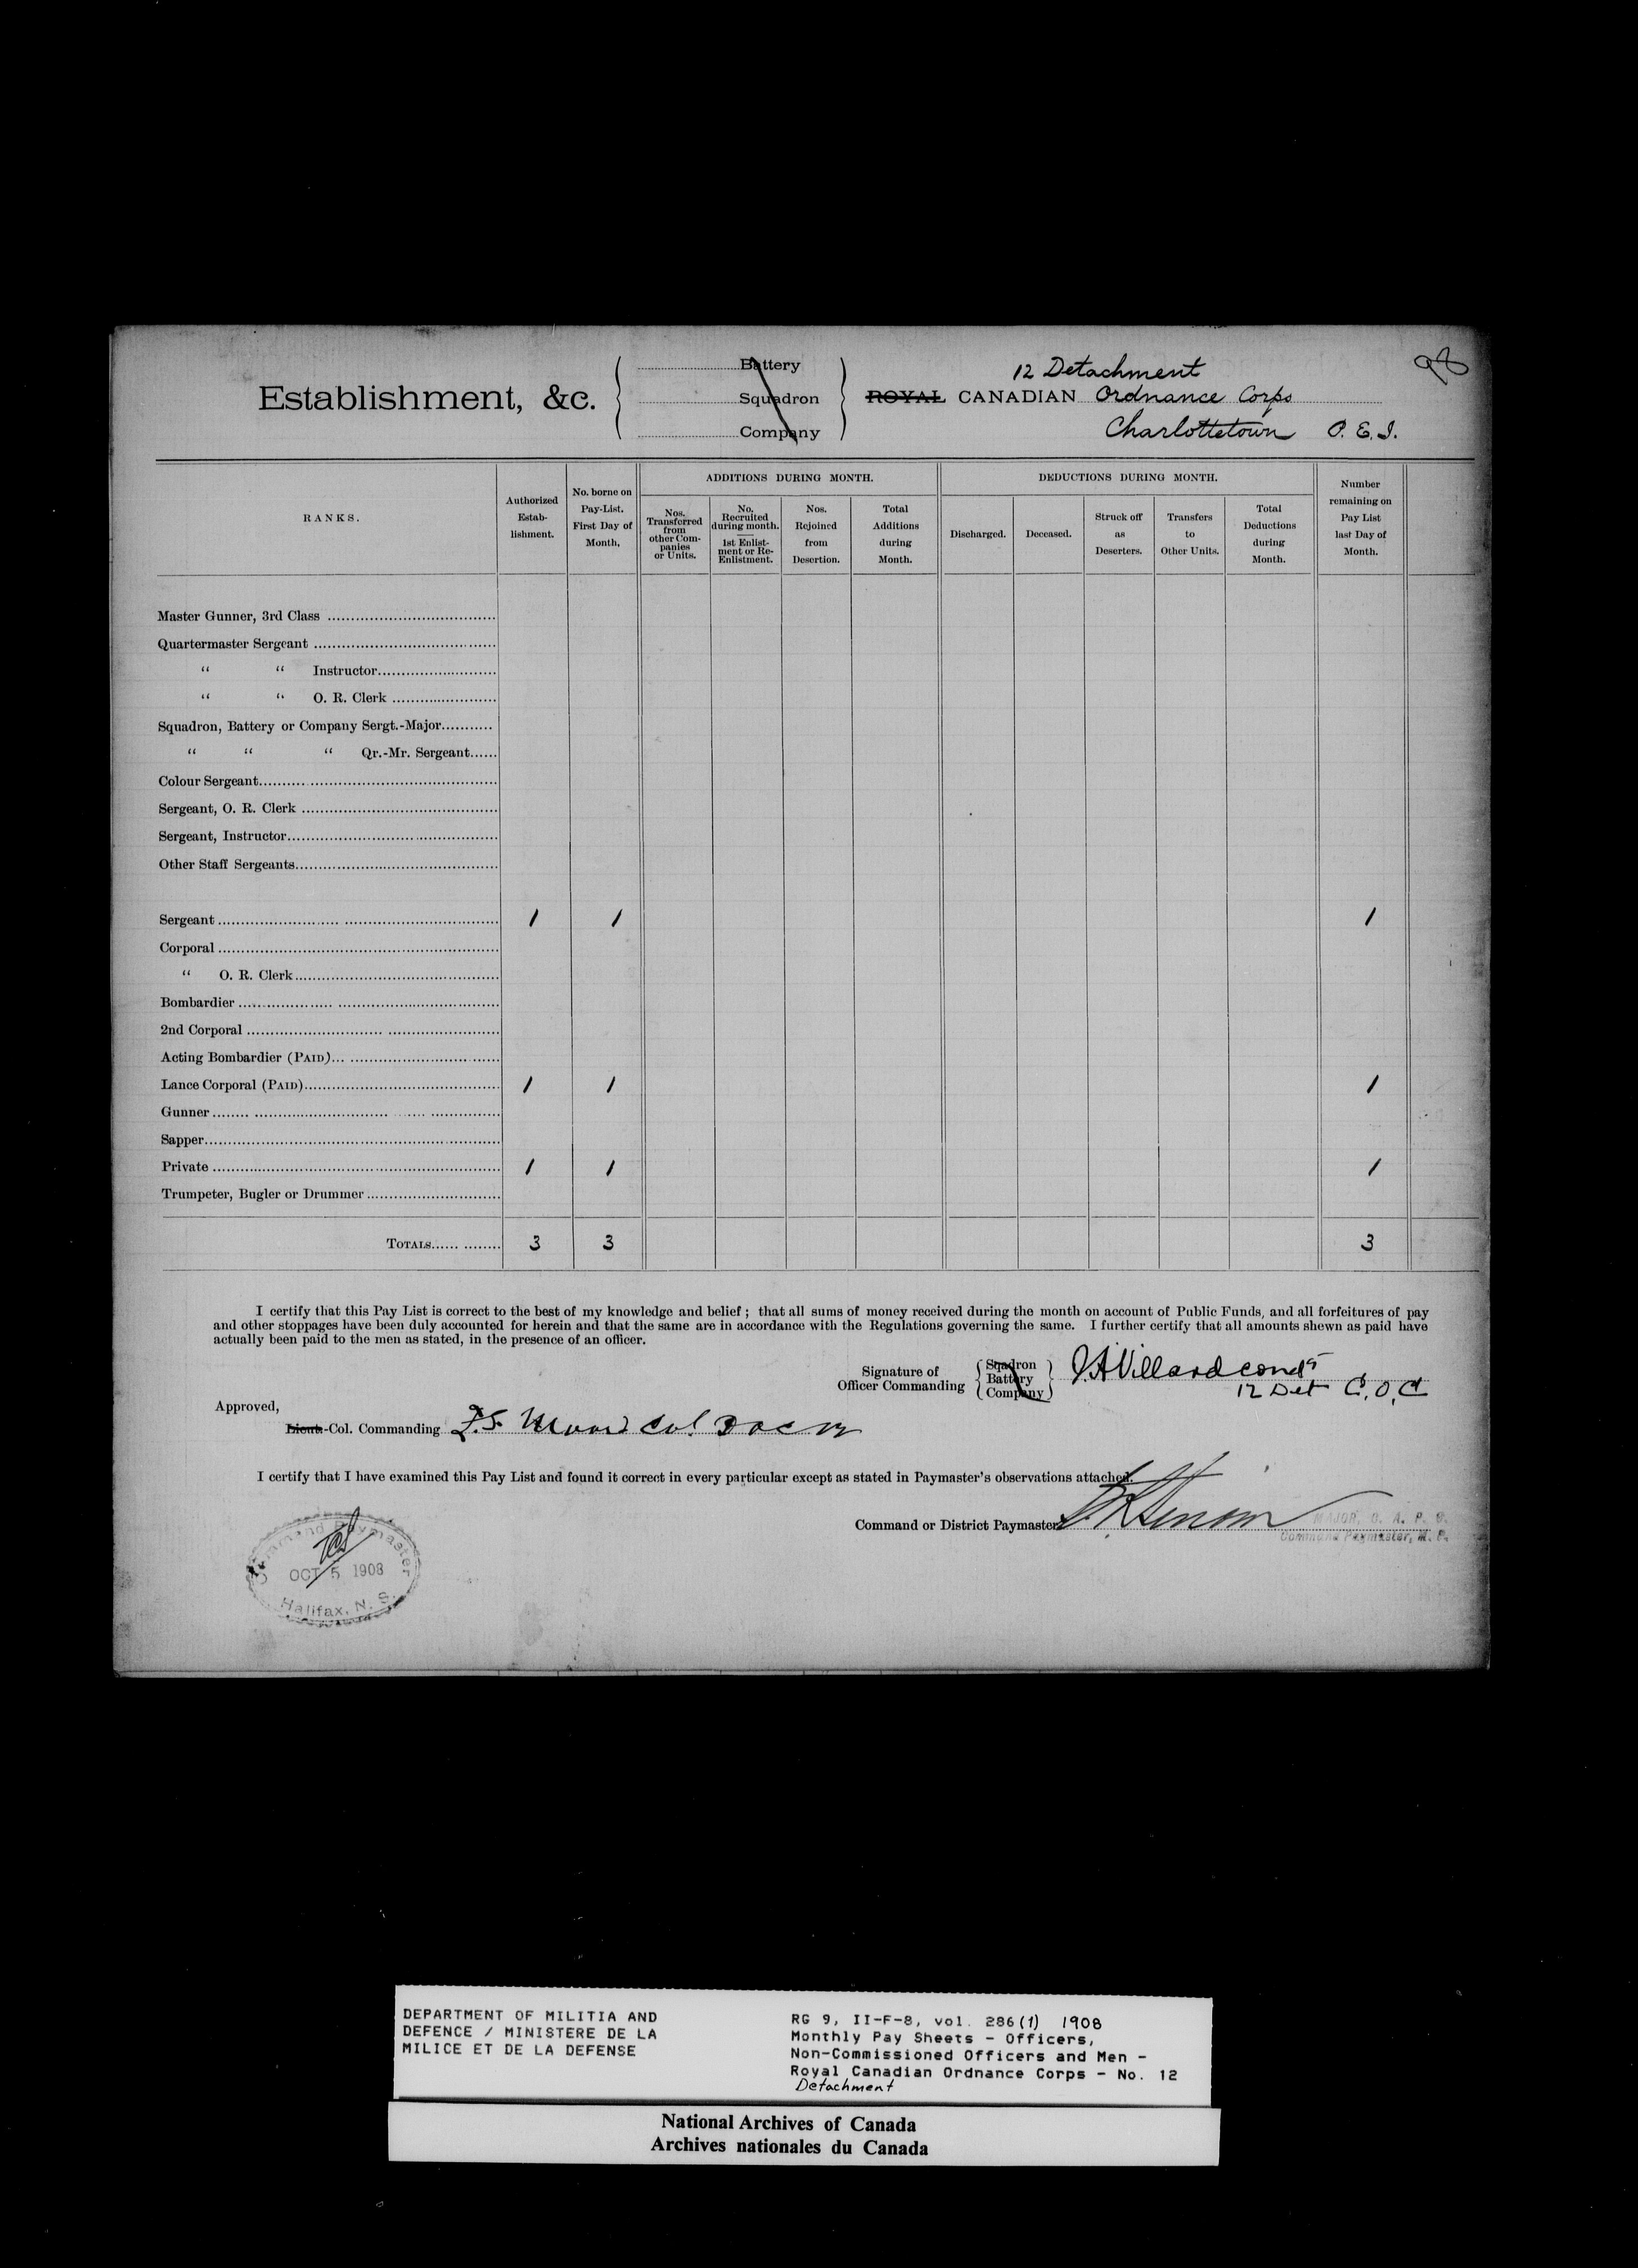 12 Detachment
Battery
Establishment, &c. Squadron ROYAL CANADIAN Ordnance Corps
Company
Charlottetown P. E. I.
ADDITIONS DURING MONTH. DEDUCTIONS DURING MONTH.
RANKS.
Authorized Estab- lishment.
No. borne on Pay-List. First Day of Month.
Nos. Transferred from other Com- panies or Units.
No. Recruited during month. 1st Enlist- ment or Re- Enlistment.
Nos. Rejoined from Desertion.
Total Additions during Month.
Discharged.
Deceased.
Struck off as Deserters.
Transfers to Other Units.
Total Deductions during Month.
Number remaining on Pay List last Day of Month.
Master Gunner, 3rd Class
Quartermaster Sergeant
“ “ Instructor
“ “ O. R. Clerk
Squadron, Battery or Company Sergt.-Major
“ “ “ Qr.-Mr. Sergeant
Colour Sergeant
Sergeant, O. R. Clerk
Sergeant, Instructor
Other Staff Sergeants
Sergeant 1 1 1
Corporal
“ O. R. Clerk
Bombardier
2nd Corporal
Acting Bombardier (PAID)
Lance Corporal (PAID) 1 1 1
Gunner
Sapper
Private 1 1 1
Trumpeter, Bugler or Drummer
TOTALS 3 3 3
I certify that this Pay List is correct to the best of my knowledge and belief ; that all sums of money received during the month on account of Public Funds, and all forfeitures of pay
and other stoppages have been duly accounted for herein and that the same are in accordance with the Regulations governing the same. I further certify that all amounts shewn as paid have
actually been paid to the men as stated, in the presence of an officer.
Signature of Officer Commanding
Squadron
Battery
Company
12 Det C.O.C
Approved,
Lieut.-Col. Commanding
I certify that I have examined this Pay List and found it correct in every particular except as stated in Paymaster's observations attached.
Command or District Paymaster
MAJOR, C. A. P. C.
Command Paymaster, M. P.
Command Paymaster
OCT 5 1908
Halifax, N. S.
DEPARTMENT OF MILITIA AND
DEFENCE / MINISTERE DE LA
MILICE ET DE LA DEFENSE
RG 9, II-F-8, vol. 286(1) 1908
Monthly Pay Sheets - Officers,
Non-Commissioned Officers and Men -
Royal Canadian Ordnance Corps - No. 12
Detachment
National Archives of Canada
Archives nationales du Canada